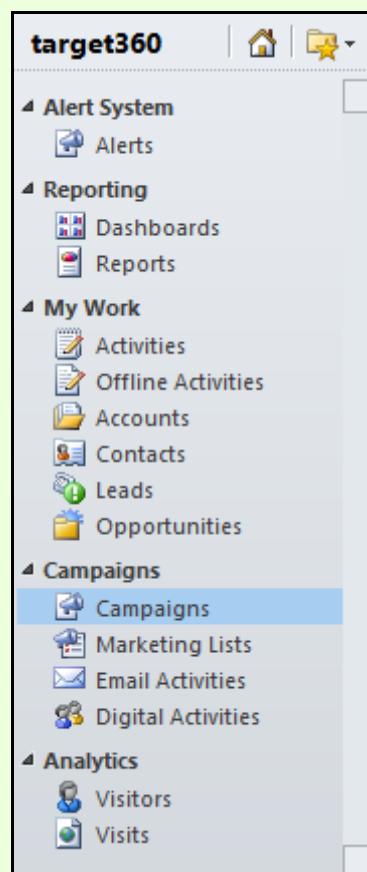 target360
Alert System
Alerts
Reporting
Dashboards
Reports
My Work
Activities
Offline Activities
Accounts
Contacts
Leads
Opportunities
Campaigns
Campaigns
Marketing Lists
Email Activities
Digital Activities
Analytics
Visitors
Visits